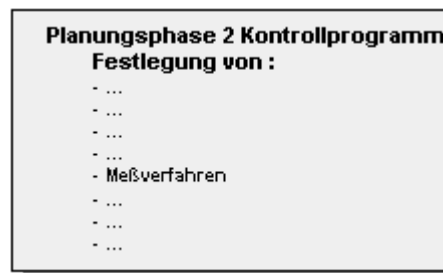 Planungsphase 2 Kontrollprogramm
Festlegung von :
- ...
- ...
- ...
- ...
- Meßverfahren
- ...
- ...
- ...